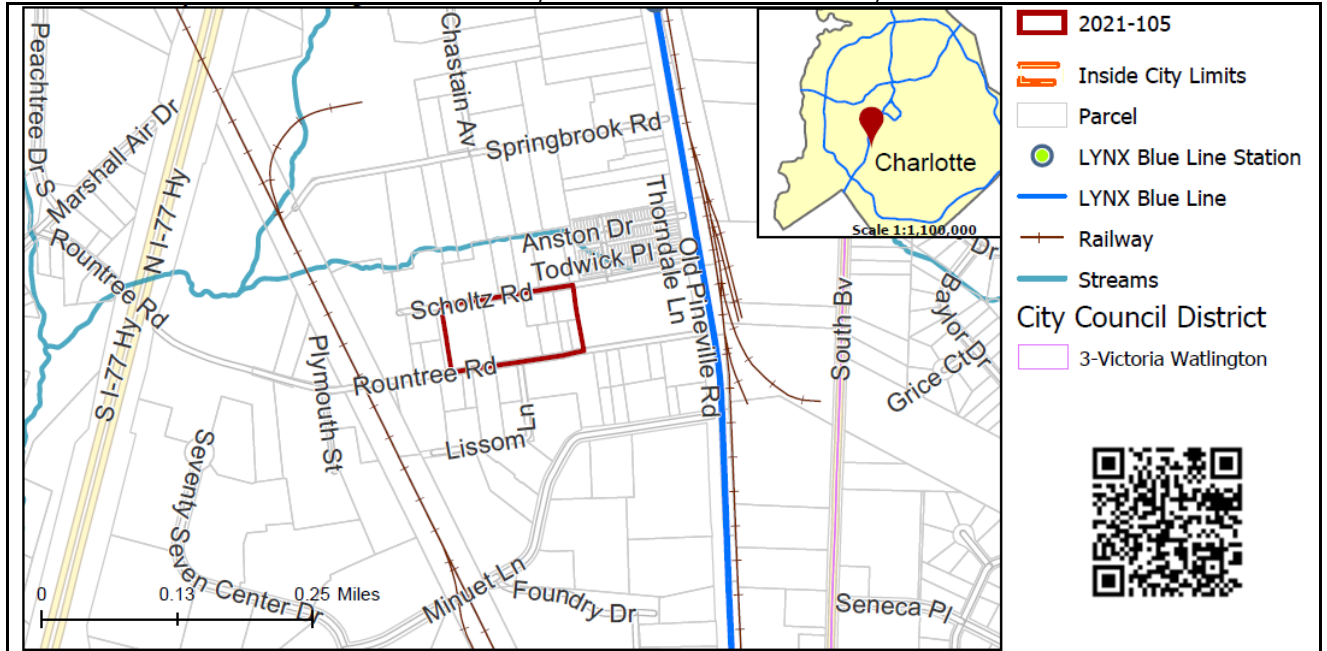 Peachtree Dr S
Marshall Air Dr
N I-77 Hy
S I-77 Hy
Rountree Rd
Chastain Av
Springbrook Rd
Thorndale Ln
Anston Dr
Todwick Pl
Old Pineville Rd
Scholtz Rd
Rountree Rd
Plymouth St
Ln
Lissom
Seventy Seven Center Dr
Minuet Ln
Foundry Dr
South Bv
Dr
Baylor Dr
Grice Ct
Seneca Pl
0 0.13 0.25 Miles
Charlotte
Scale 1:1,100,000
2021-105
Inside City Limits
Parcel
LYNX Blue Line Station
LYNX Blue Line
Railway
Streams
City Council District
3-Victoria Watlington